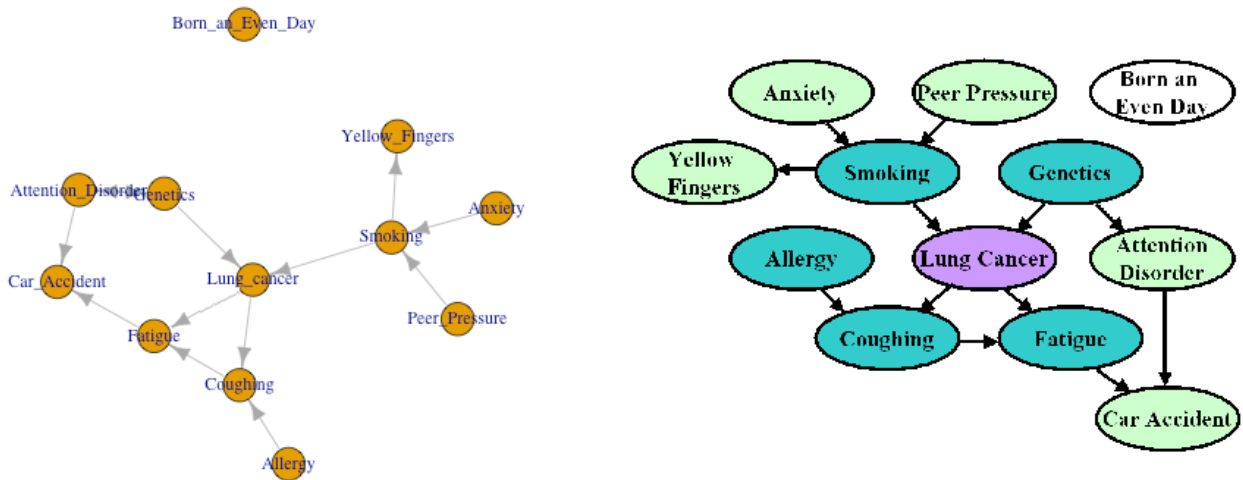 Born_an_Even_Day
Yellow_Fingers
Attention_Disorder
Genetics
Anxiety
Smoking
Car_Accident
Lung_cancer
Peer_Pressure
Fatigue
Coughing
Allergy
Anxiety
Peer Pressure
Born an
Even Day
Yellow
Fingers
Smoking
Genetics
Allergy
Lung Cancer
Attention
Disorder
Coughing
Fatigue
Car Accident